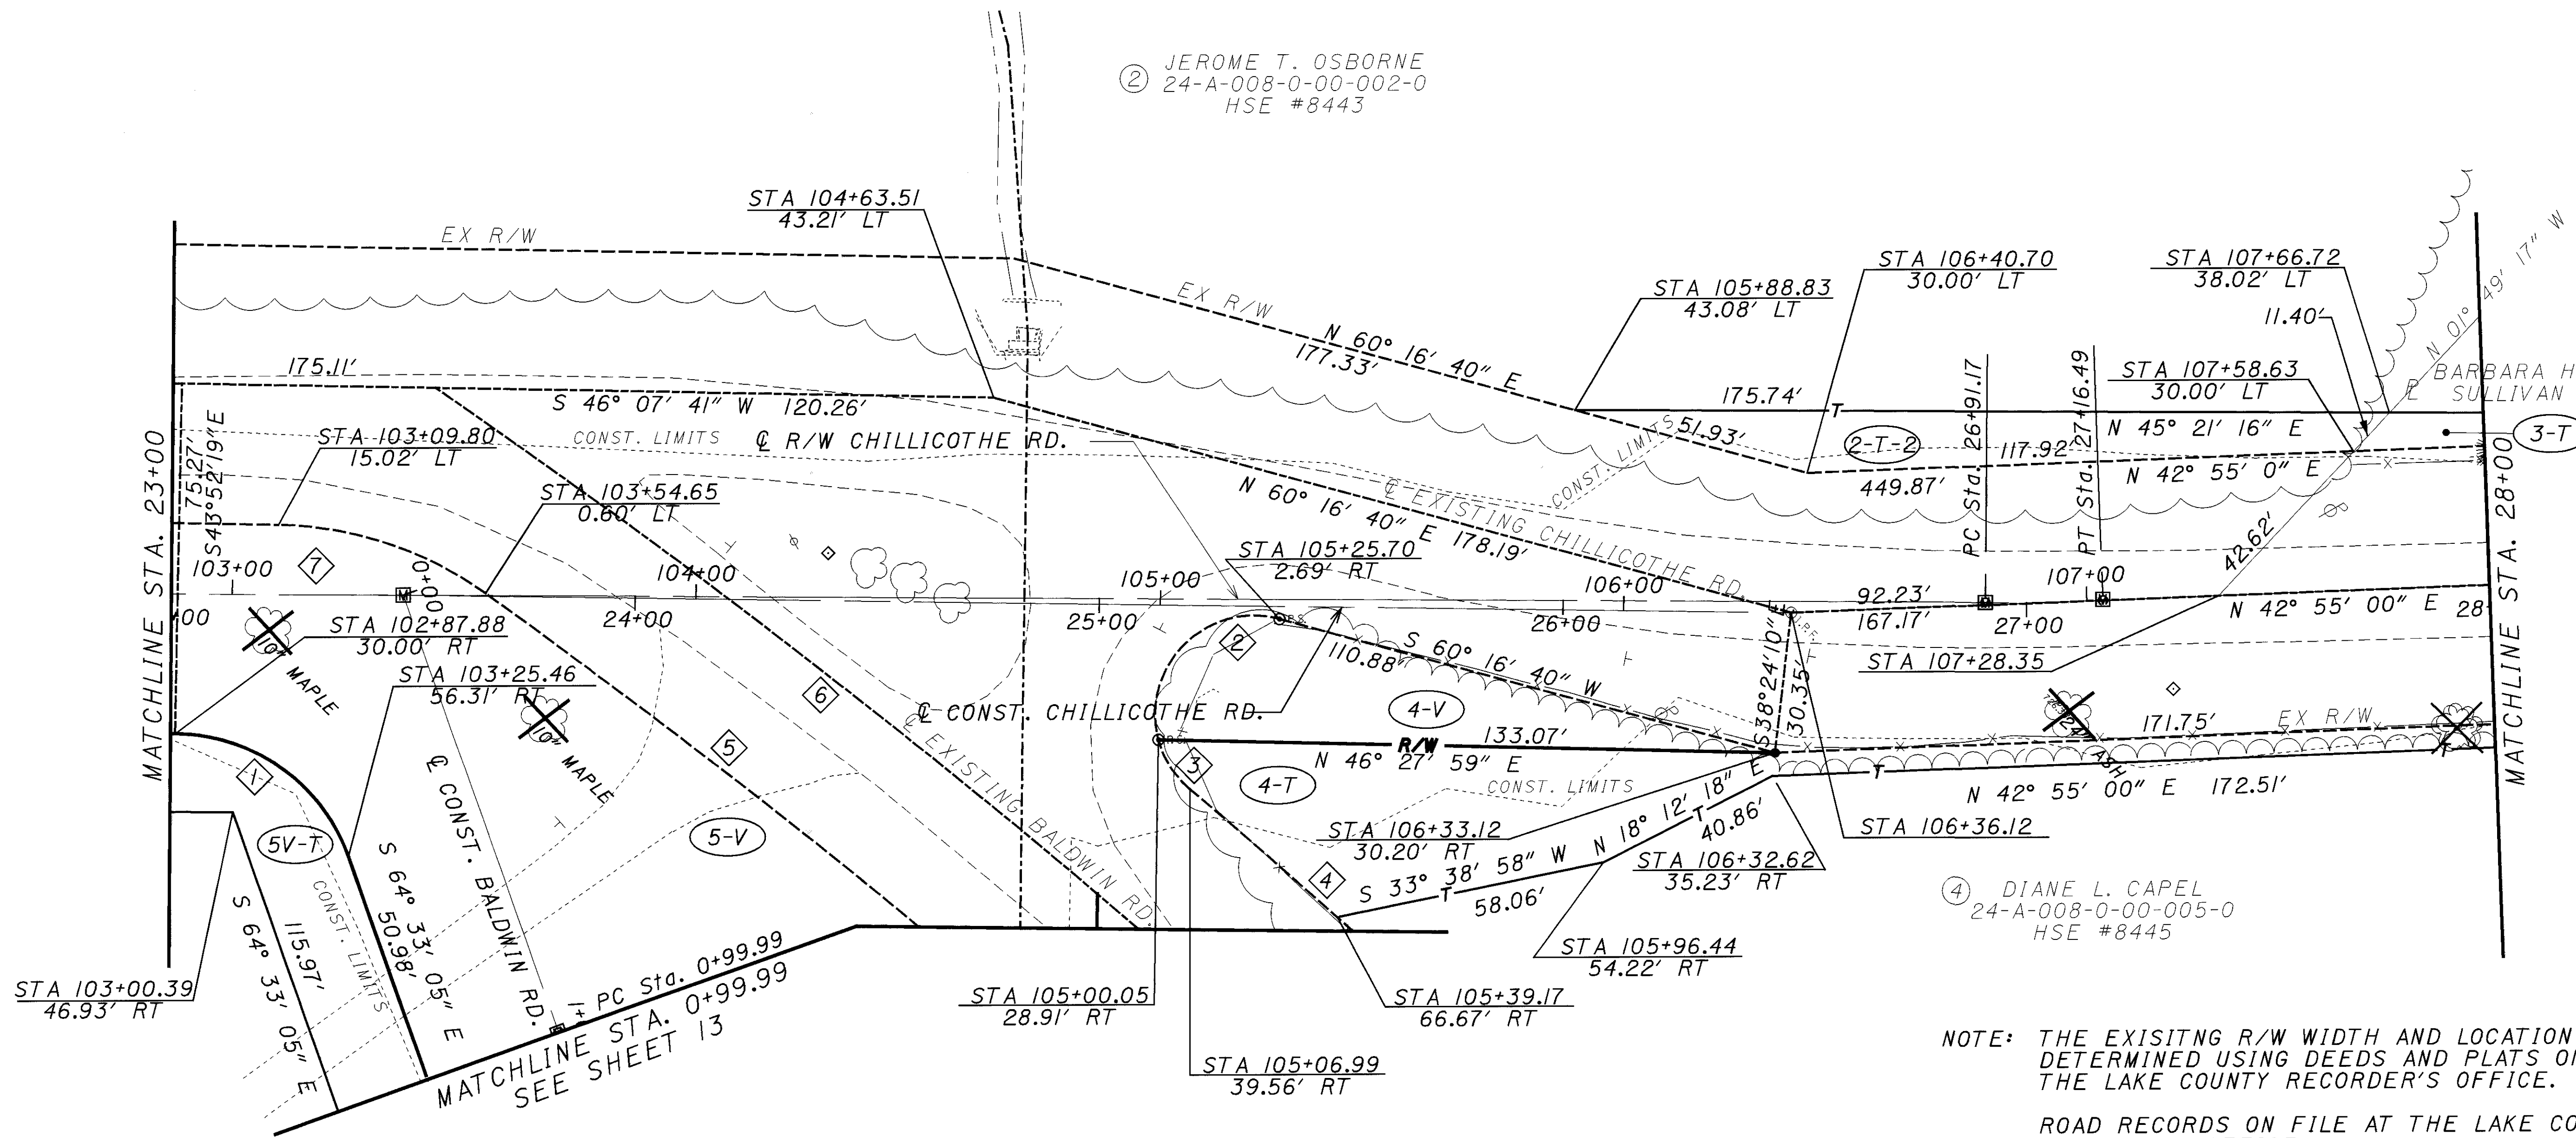 ② JEROME T. OSBORNE
24-A-008-0-00-002-0
HSE #8443
STA 104+63.51
43.21' LT
EX R/W
EX R/W
N 60° 16' 40" E
177.33'
STA 105+88.83
43.08' LT
STA 106+40.70
30.00' LT
STA 107+66.72
38.02' LT
11.40'
N 01° 49' 17" W
STA 107+58.63
30.00' LT
BARBARA H
SULLIVAN
3-T
175.11'
S 46° 07' 41" W 120.26'
175.74'
T
51.93'
2-T-2
117.92'
N 45° 21' 16" E
N 42° 55' 0" E
449.87'
PC Sta. 26+91.17
PT Sta. 27+16.49
MATCHLINE STA. 23+00
75.27'
S43°52'19"E
STA 103+09.80
15.02' LT
CONST. LIMITS
℄ R/W CHILLICOTHE RD.
CONST. LIMITS
STA 103+54.65
0.60' LT
N 60° 16' 40" E 178.19'
℄ EXISTING CHILLICOTHE RD.
STA 105+25.70
2.69' RT
42.62'
MATCHLINE STA. 28+00
7
103+00
104+00
105+00
106+00
107+00
M
0+00
00
24+00
25+00
26+00
27+00
28
92.23'
167.17'
N 42° 55' 00" E
STA 102+87.88
30.00' RT
10" MAPLE
STA 103+25.46
56.31' RT
10" MAPLE
2
S 60° 16' 40" W
110.88'
S38°24'10"E
30.35'
STA 107+28.35
6
℄ CONST. CHILLICOTHE RD.
4-V
171.75'
EX R/W
5
R/W
133.07'
N 46° 27' 59" E
3
4-T
CONST. LIMITS
ASH
T
N 42° 55' 00" E 172.51'
X
5V-T
5-V
℄ CONST. BALDWIN RD.
℄ EXISTING BALDWIN RD.
STA 106+33.12
30.20' RT
N 18° 12' 18" E
T
40.86'
STA 106+36.12
STA 106+32.62
35.23' RT
4
S 33° 38' 58" W
T
58.06'
④ DIANE L. CAPEL
24-A-008-0-00-005-0
HSE #8445
S 64° 33' 05" E
50.98'
CONST. LIMITS
S 64° 33' 05" E
115.97'
STA 103+00.39
46.93' RT
PC Sta. 0+99.99
MATCHLINE STA. 0+99.99
SEE SHEET 13
STA 105+00.05
28.91' RT
STA 105+06.99
39.56' RT
STA 105+39.17
66.67' RT
STA 105+96.44
54.22' RT
NOTE: THE EXISITNG R/W WIDTH AND LOCATION
DETERMINED USING DEEDS AND PLATS
THE LAKE COUNTY RECORDER'S OFFICE.
ROAD RECORDS ON FILE AT THE LAKE CO